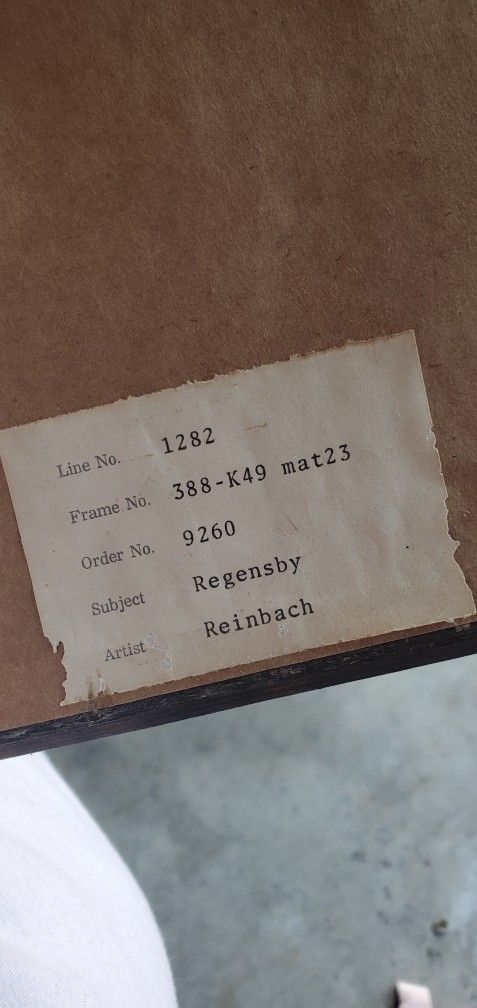 Line No. 1282
Frame No. 388-K49 mat23
Order No. 9260
Subject Regensby
Artist Reinbach